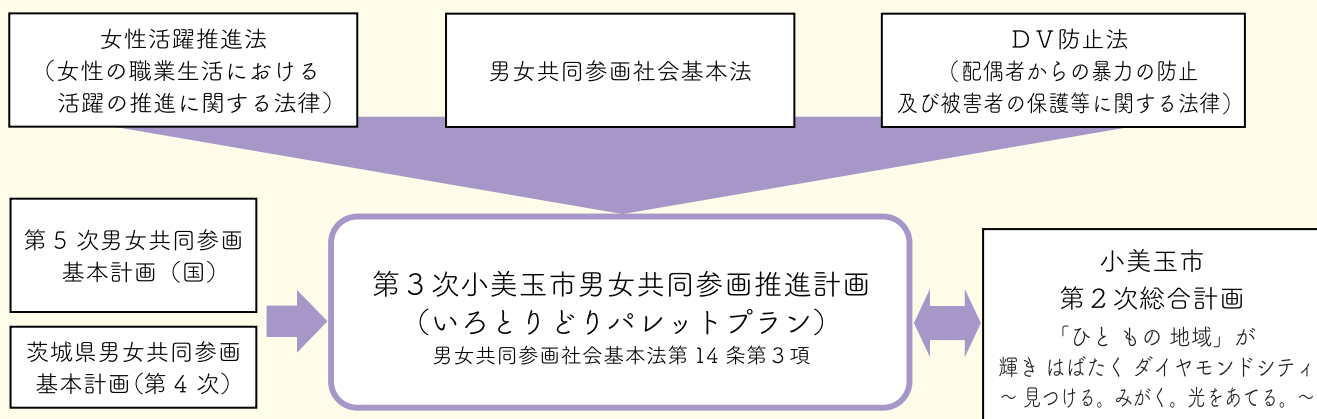 女性活躍推進法
（女性の職業生活における
活躍の推進に関する法律）
男女共同参画社会基本法
ＤＶ防止法
（配偶者からの暴力の防止
及び被害者の保護等に関する法律）
第５次男女共同参画
基本計画（国）
茨城県男女共同参画
基本計画（第４次）
第３次小美玉市男女共同参画推進計画
（いろとりどりパレットプラン）
男女共同参画社会基本法第14条第３項
小美玉市
第２次総合計画
「ひと もの 地域」が
輝き はばたく ダイヤモンドシティ
～ 見つける。みがく。光をあてる。～